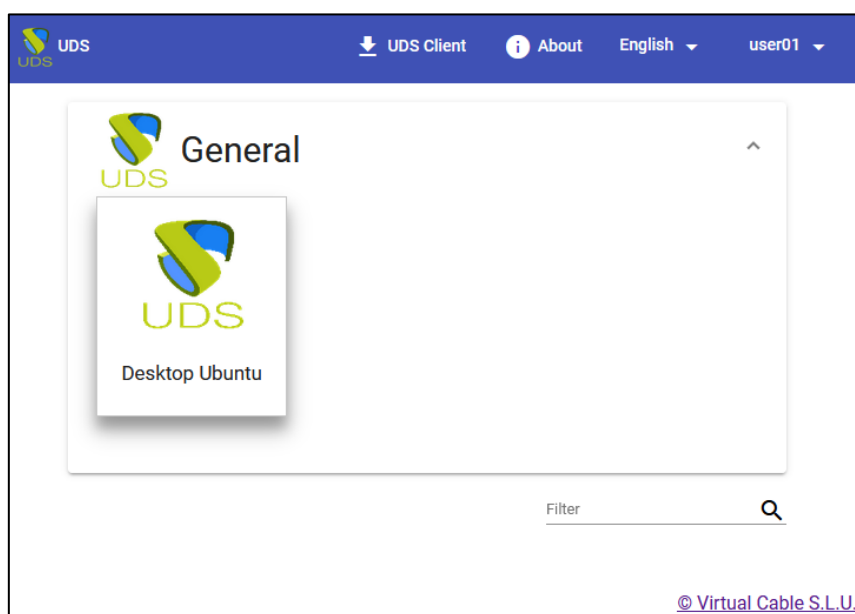 UDS UDS UDS Client About English user01
UDS General
UDS
Desktop Ubuntu
Filter
© Virtual Cable S.L.U.